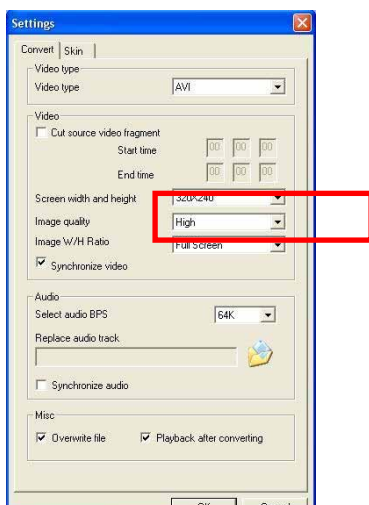 Settings
Convert Skin
Video type
Video type AVI
Video
Cut source video fragment
Start time 00 00 00
End time 00 00 00
Screen width and height 320X240
Image quality High
Image W/H Ratio Full Screen
Synchronize video
Audio
Select audio BPS 64K
Replace audio track
Synchronize audio
Misc
Overwrite file Playback after converting